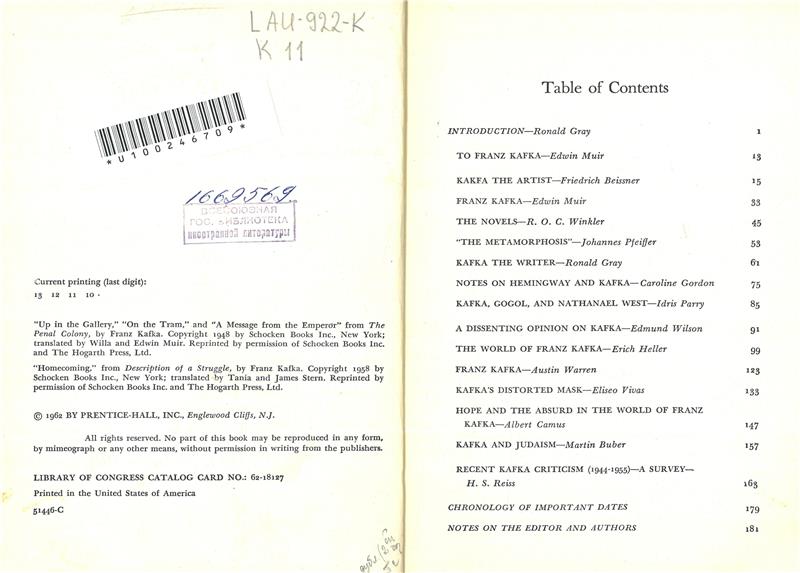 LAU-922-K
K 11
*U100246709*
1669569
ВСЕСОЮЗНАЯ
ГОС. БИБЛИОТЕКА
иностранной литературы
Current printing (last digit):
13 12 11 10 ·
"Up in the Gallery," "On the Tram," and "A Message from the Emperor" from The
Penal Colony, by Franz Kafka. Copyright 1948 by Schocken Books Inc., New York;
translated by Willa and Edwin Muir. Reprinted by permission of Schocken Books Inc.
and The Hogarth Press, Ltd.
"Homecoming," from Description of a Struggle, by Franz Kafka. Copyright 1958 by
Schocken Books Inc., New York; translated by Tania and James Stern. Reprinted by
permission of Schocken Books Inc. and The Hogarth Press, Ltd.
© 1962 BY PRENTICE-HALL, INC., Englewood Cliffs, N.J.
All rights reserved. No part of this book may be reproduced in any form,
by mimeograph or any other means, without permission in writing from the publishers.
LIBRARY OF CONGRESS CATALOG CARD NO.: 62-18127
Printed in the United States of America
51446-C
Table of Contents
INTRODUCTION—Ronald Gray 1
TO FRANZ KAFKA—Edwin Muir 13
KAKFA THE ARTIST—Friedrich Beissner 15
FRANZ KAFKA—Edwin Muir 33
THE NOVELS—R. O. C. Winkler 45
"THE METAMORPHOSIS"—Johannes Pfeiffer 53
KAFKA THE WRITER—Ronald Gray 61
NOTES ON HEMINGWAY AND KAFKA—Caroline Gordon 75
KAFKA, GOGOL, AND NATHANAEL WEST—Idris Parry 85
A DISSENTING OPINION ON KAFKA—Edmund Wilson 91
THE WORLD OF FRANZ KAFKA—Erich Heller 99
FRANZ KAFKA—Austin Warren 123
KAFKA'S DISTORTED MASK—Eliseo Vivas 133
HOPE AND THE ABSURD IN THE WORLD OF FRANZ
KAFKA—Albert Camus 147
KAFKA AND JUDAISM—Martin Buber 157
RECENT KAFKA CRITICISM (1944-1955)—A SURVEY—
H. S. Reiss 163
CHRONOLOGY OF IMPORTANT DATES 179
NOTES ON THE EDITOR AND AUTHORS 181